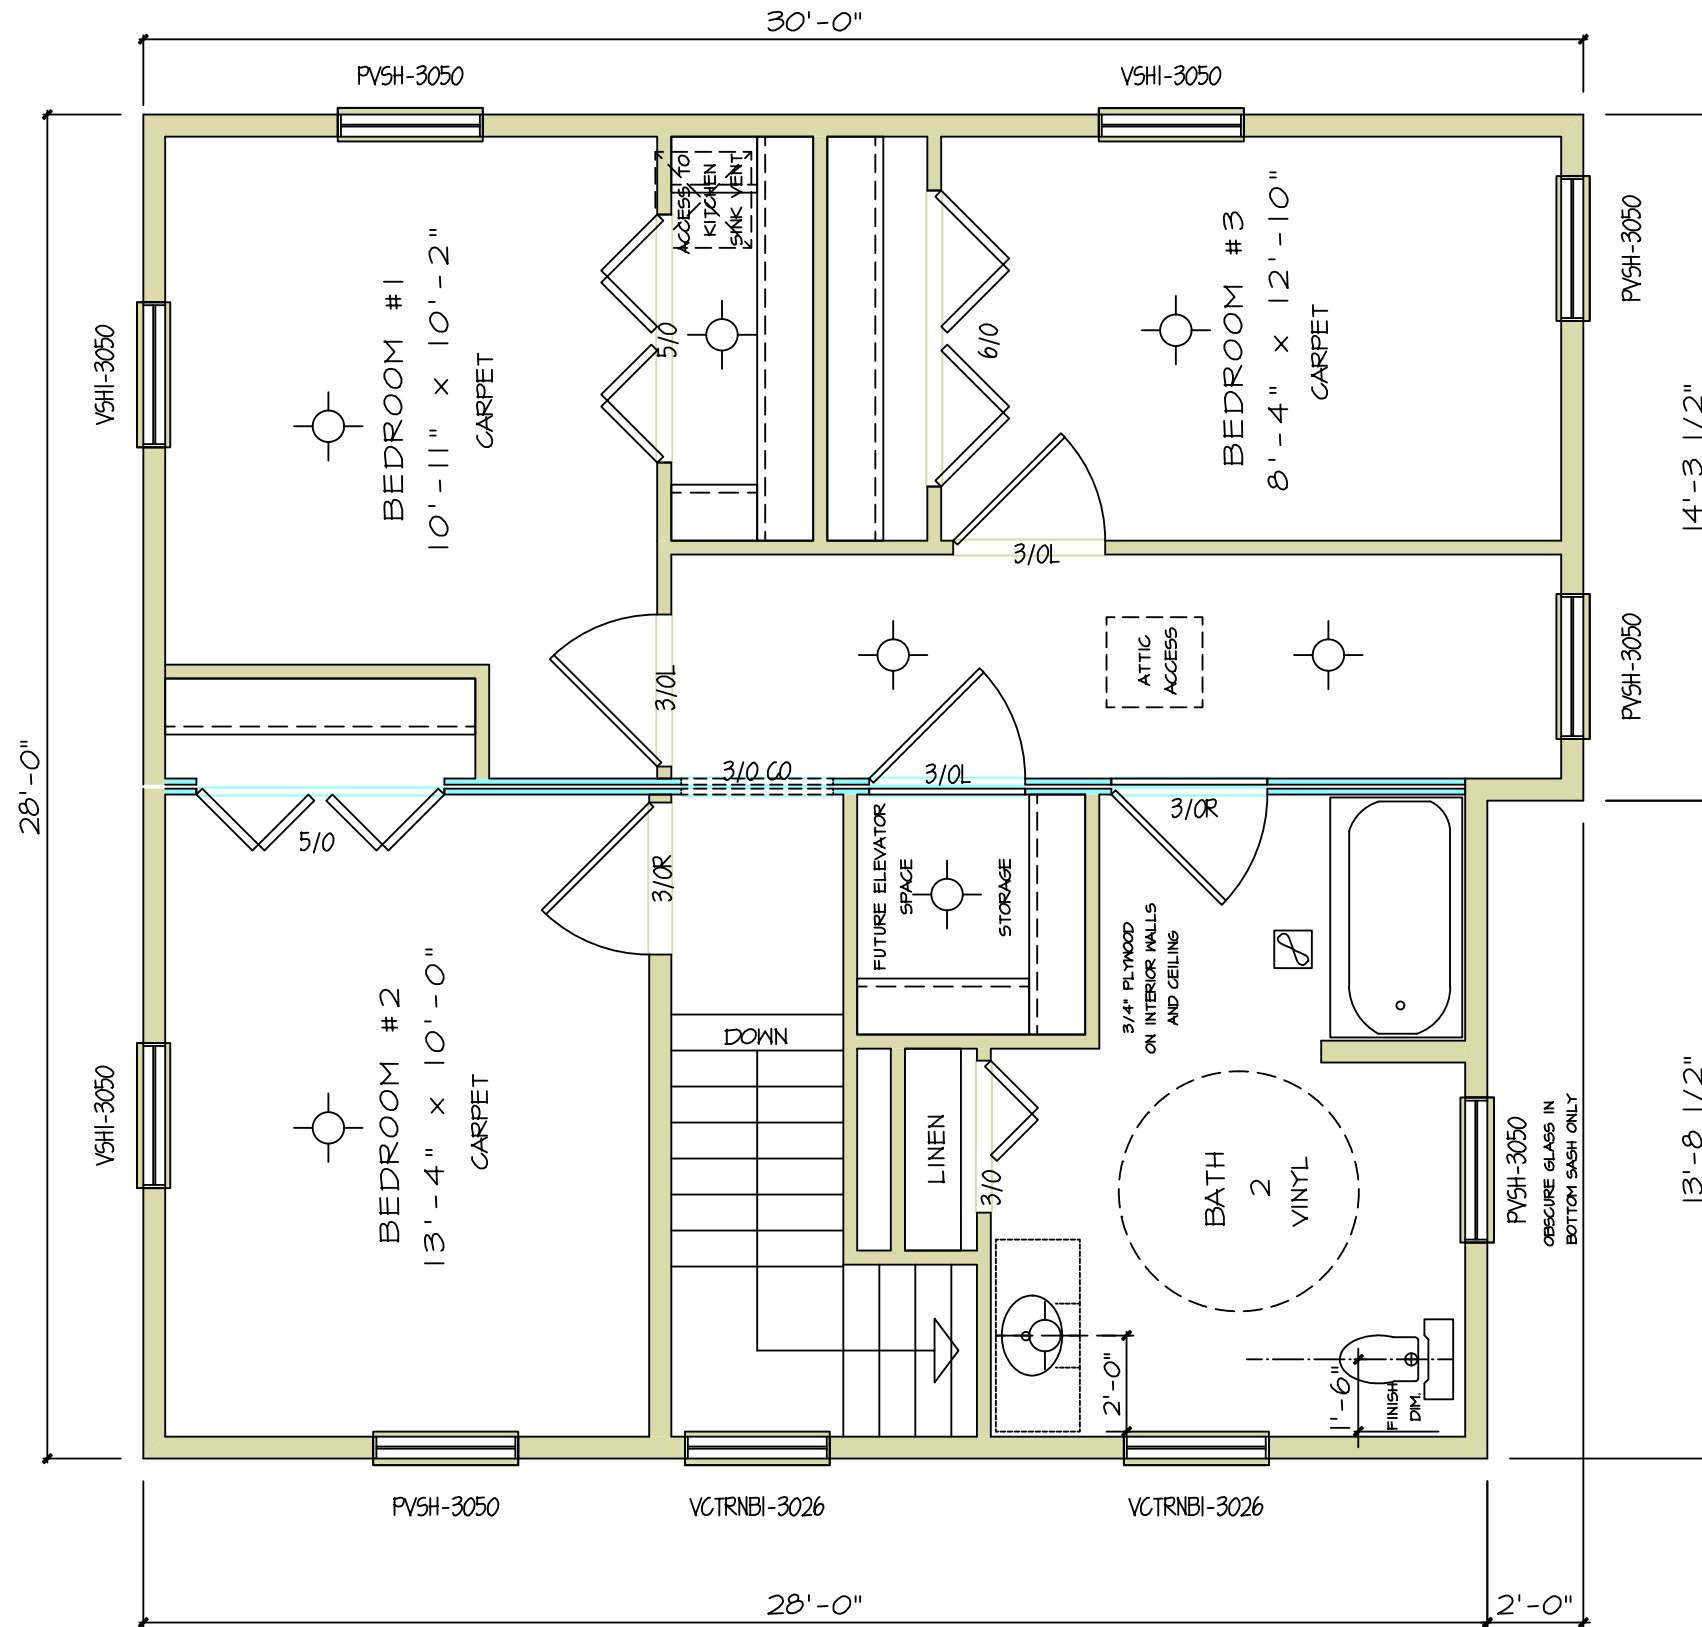 30'-0"
PVSH-3050
VSH1-3050
ACCESS TO
KITCHEN
SINK VENT
BEDROOM #1
10'-11" x 10'-2"
CARPET
5/0
6/0
BEDROOM #3
8'-4" x 12'-10"
CARPET
PVSH-3050
VSH1-3050
14'-3 1/2"
3/0L
3/0L
ATTIC
ACCESS
PVSH-3050
28'-0"
3/0 CO
3/0L
3/0R
5/0
3/0R
FUTURE ELEVATOR
SPACE
STORAGE
3/4" PLYWOOD
ON INTERIOR WALLS
AND CEILING
BEDROOM #2
13'-4" x 10'-0"
CARPET
VSH1-3050
DOWN
LINEN
3/0
BATH
2
VINYL
PVSH-3050
OBSCURE GLASS IN
BOTTOM SASH ONLY
13'-8 1/2"
2'-0"
1'-6"
FINISH
DIM.
PVSH-3050
VCTRNB1-3026
VCTRNB1-3026
28'-0"
2'-0"